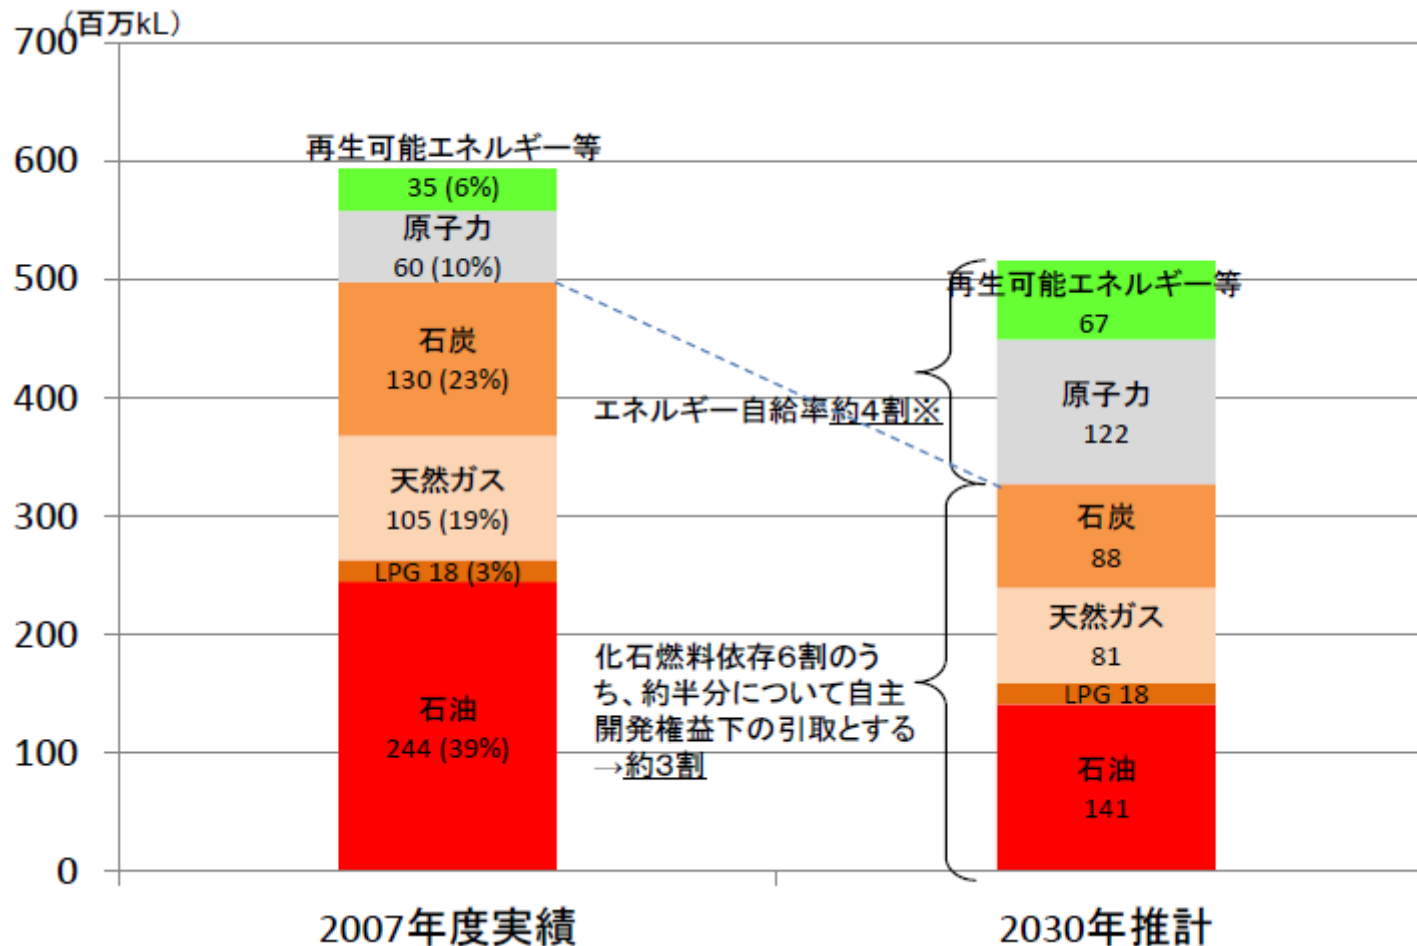 (百万kL)
700
600
500
400
300
200
100
0
再生可能エネルギー等
35 (6%)
原子力
60 (10%)
石炭
130 (23%)
天然ガス
105 (19%)
LPG 18 (3%)
石油
244 (39%)
2007年度実績
エネルギー自給率約4割※
化石燃料依存6割のう
ち、約半分について自主
開発権益下の引取とする
→約3割
再生可能エネルギー等
67
原子力
122
石炭
88
天然ガス
81
LPG 18
石油
141
2030年推計